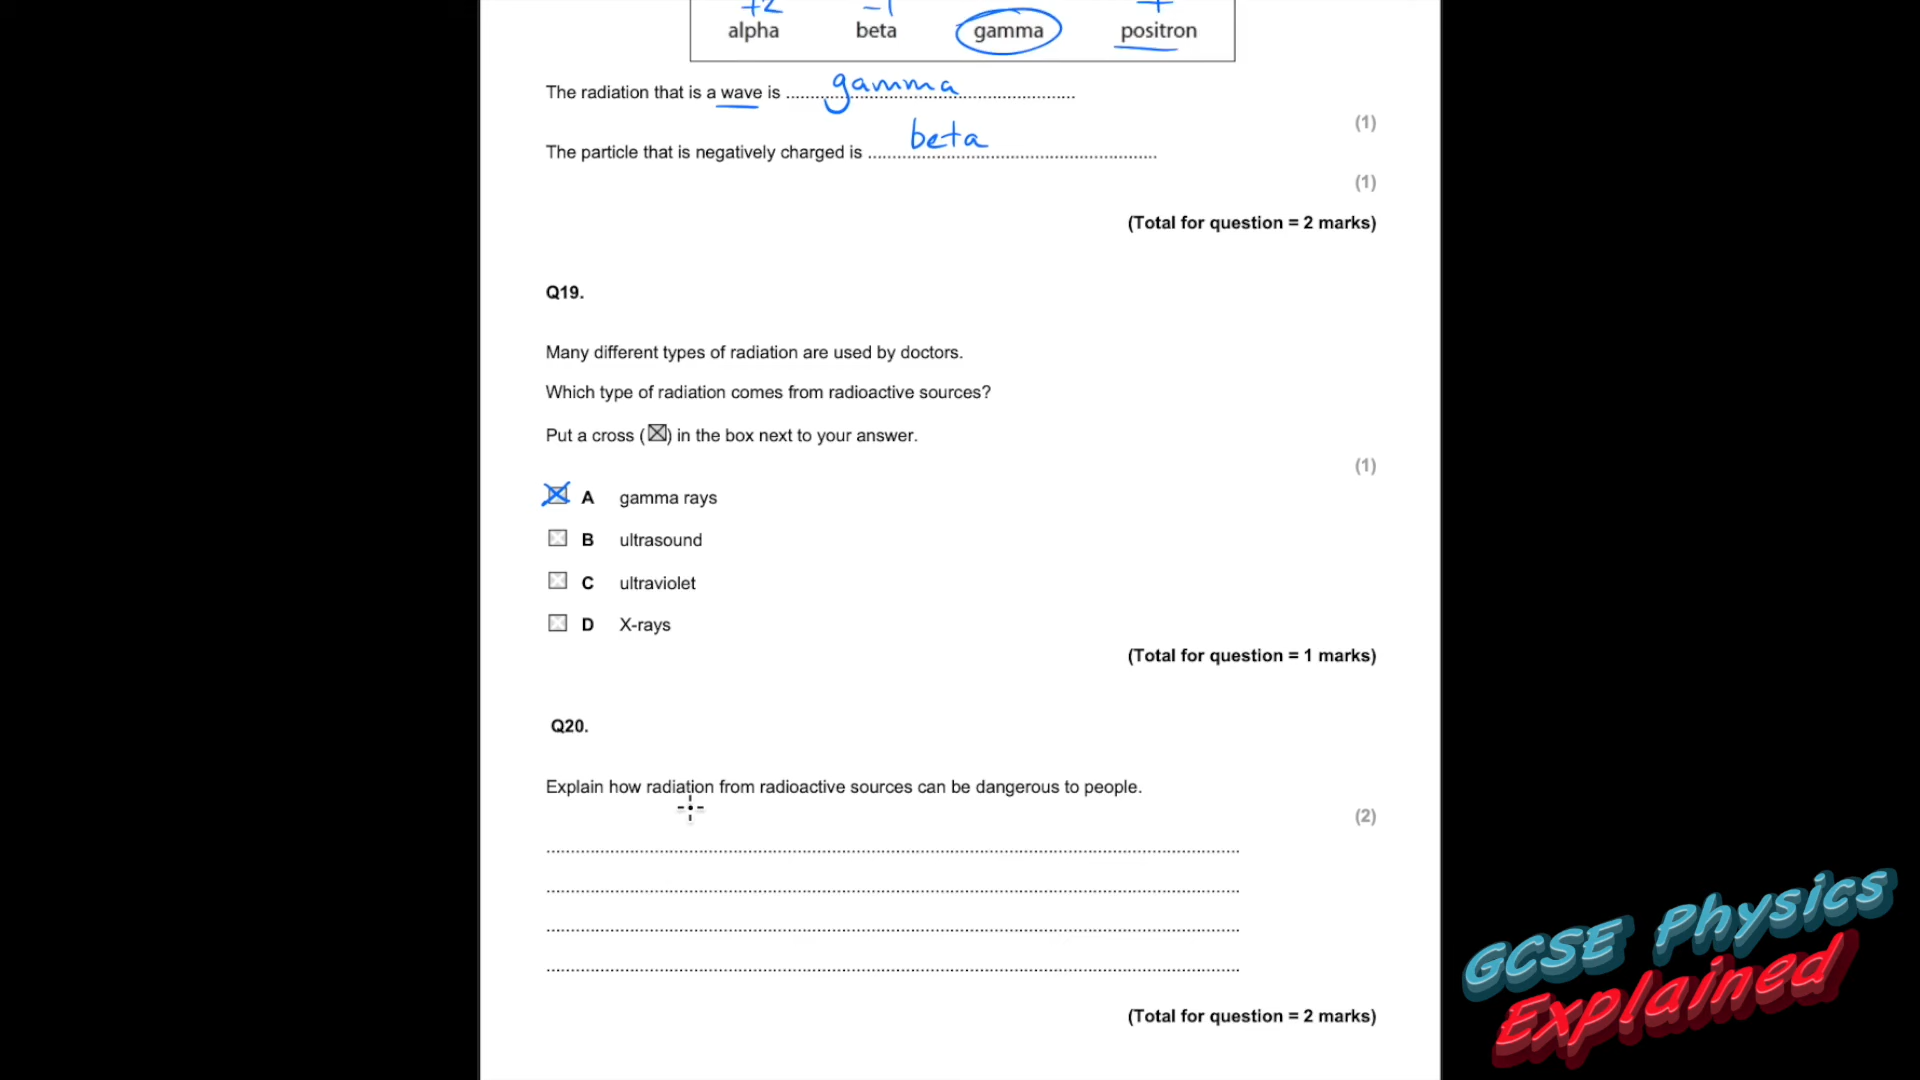 +2 -1 +
alpha beta gamma positron
The radiation that is a wave is ........ gamma ........
(1)
The particle that is negatively charged is ........ beta ........
(1)
(Total for question = 2 marks)
Q19.
Many different types of radiation are used by doctors.
Which type of radiation comes from radioactive sources?
Put a cross (☒) in the box next to your answer.
(1)
☒ A gamma rays
☒ B ultrasound
☒ C ultraviolet
☒ D X-rays
(Total for question = 1 marks)
Q20.
Explain how radiation from radioactive sources can be dangerous to people.
(2)
(Total for question = 2 marks)
GCSE Physics
Explained